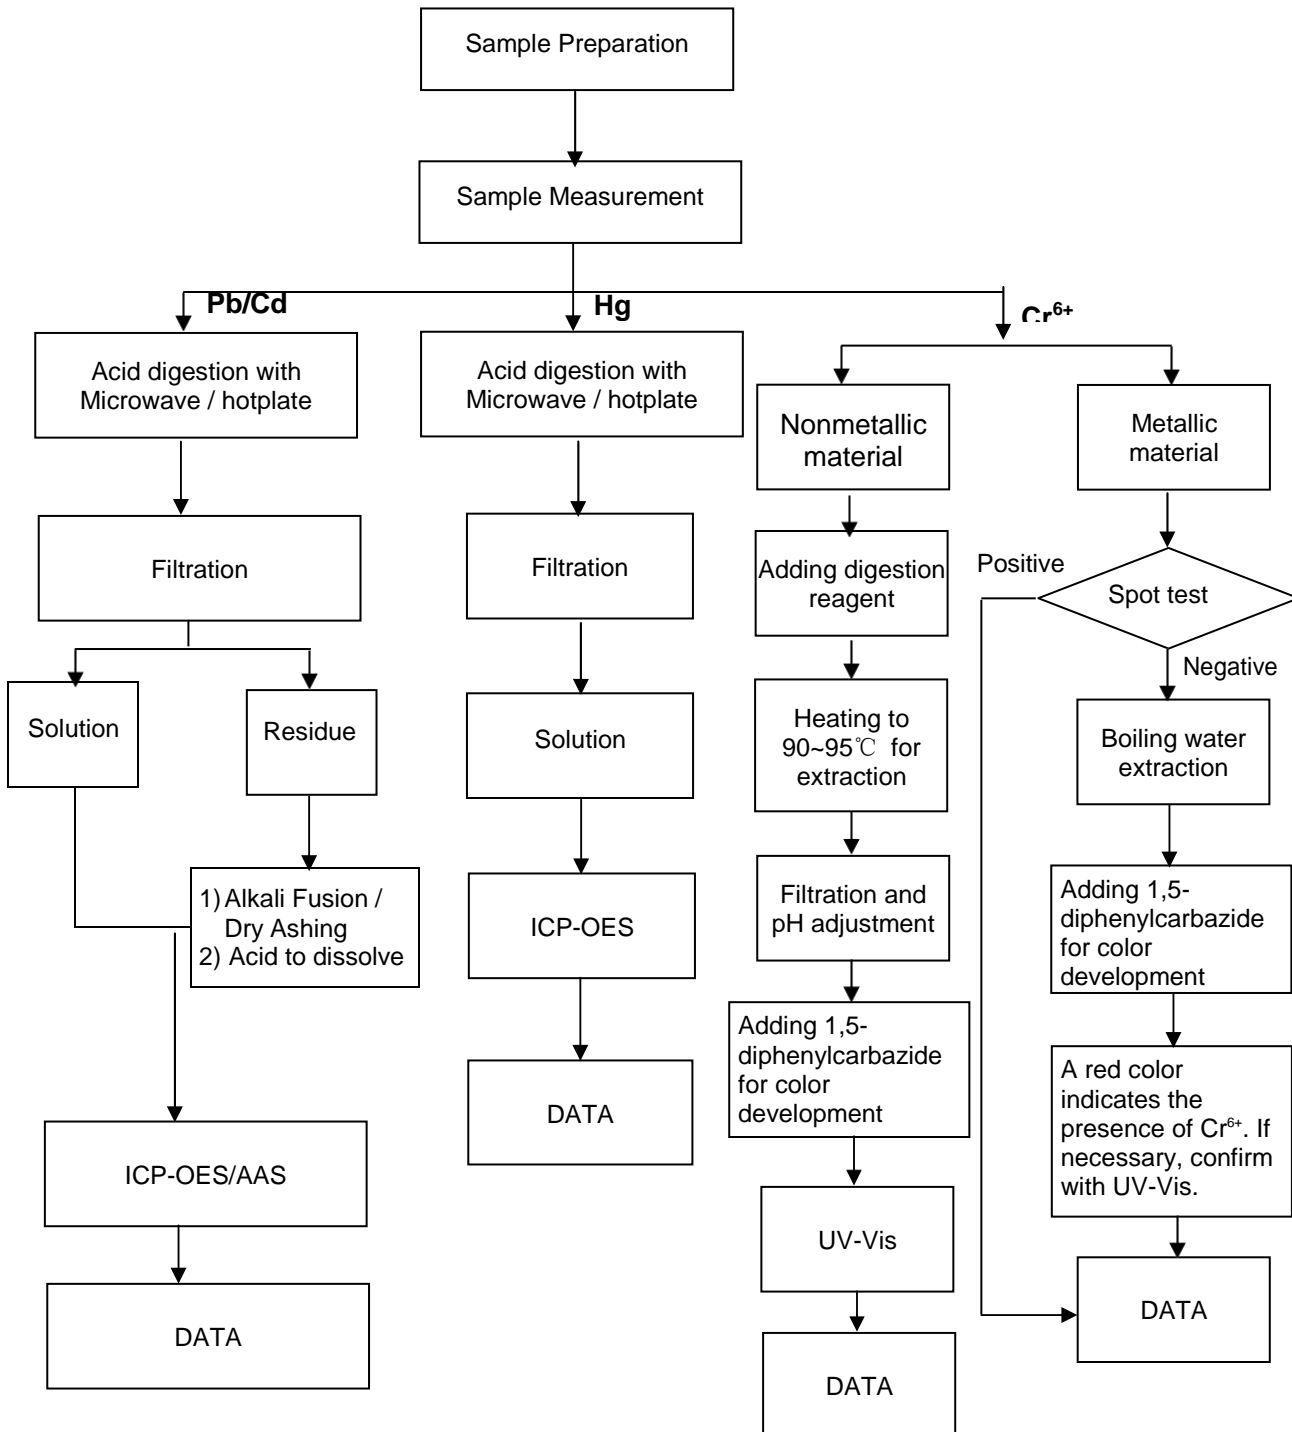 Sample Preparation
Sample Measurement
Pb/Cd
Hg
Cr⁶⁺
Acid digestion with
Microwave / hotplate
Filtration
Solution
Residue
1) Alkali Fusion /
Dry Ashing
2) Acid to dissolve
ICP-OES/AAS
DATA
Acid digestion with
Microwave / hotplate
Filtration
Solution
ICP-OES
DATA
Nonmetallic
material
Adding digestion
reagent
Heating to
90~95℃ for
extraction
Filtration and
pH adjustment
Adding 1,5-
diphenylcarbazide
for color
development
UV-Vis
DATA
Metallic
material
Spot test
Positive
Negative
Boiling water
extraction
Adding 1,5-
diphenylcarbazide
for color
development
A red color
indicates the
presence of Cr⁶⁺. If
necessary, confirm
with UV-Vis.
DATA